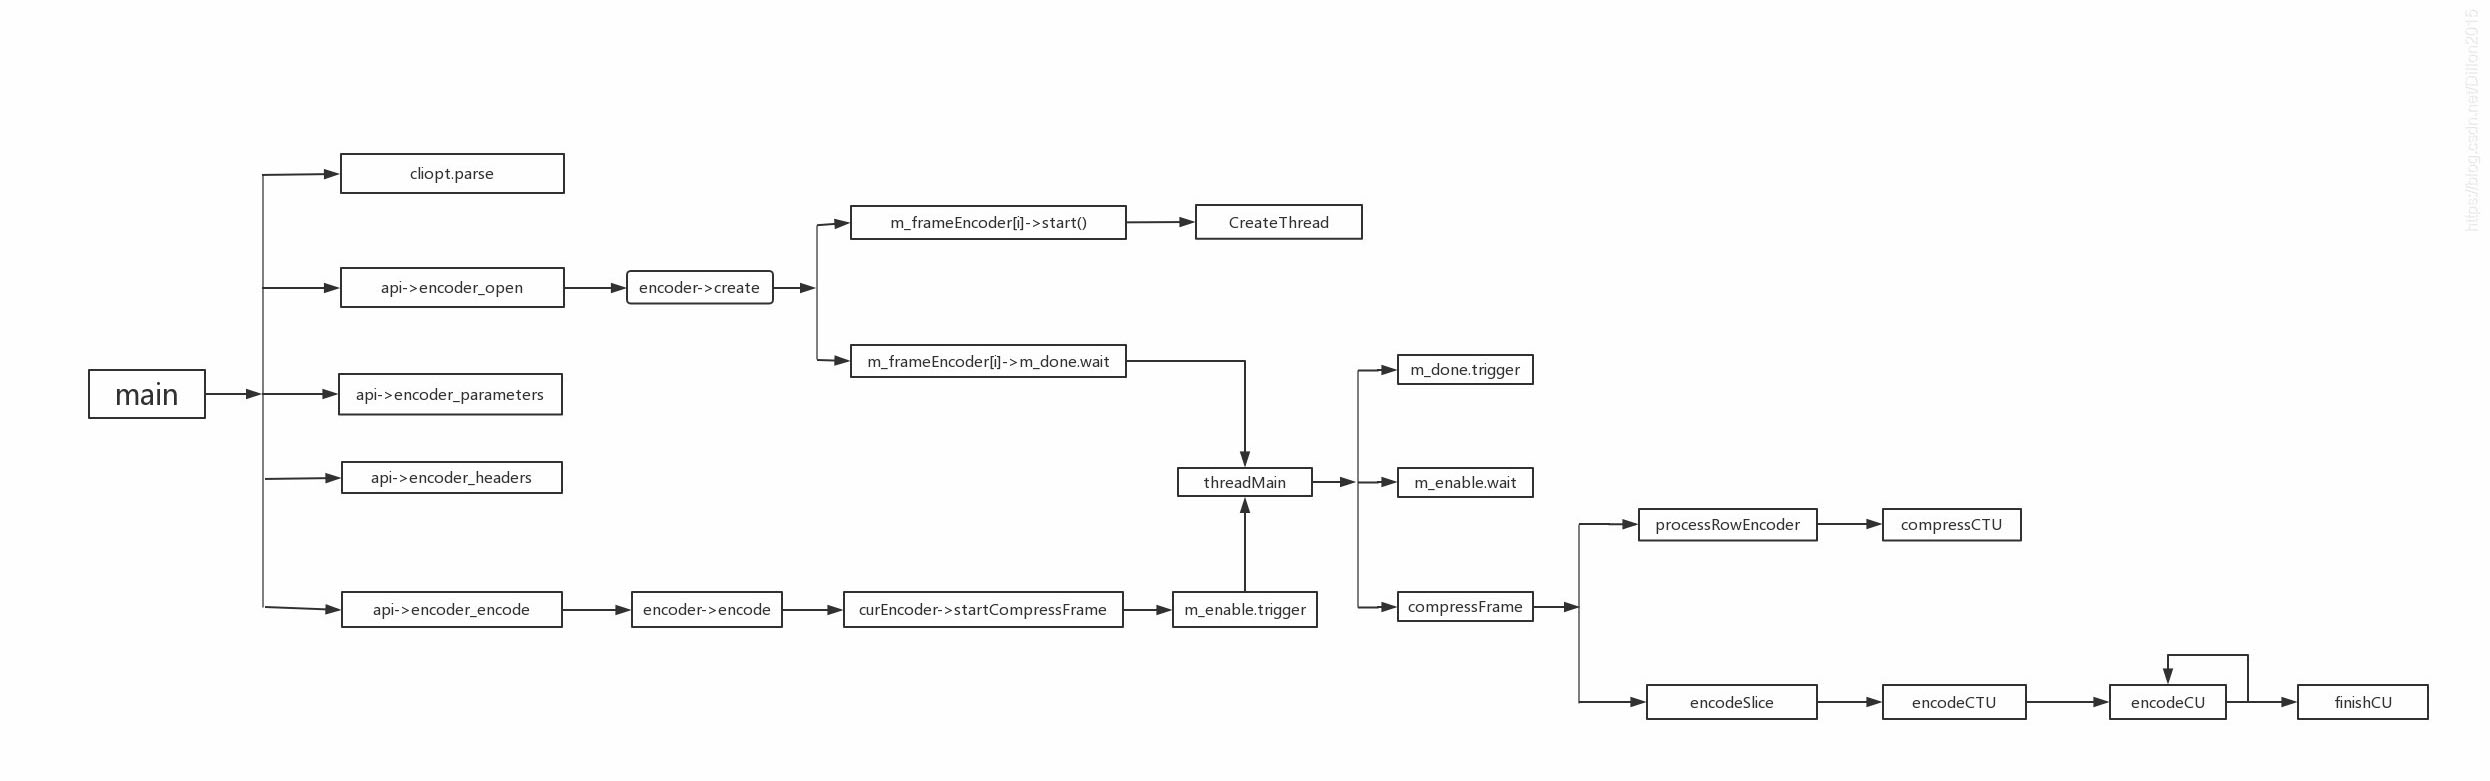 cliopt.parse
m_frameEncoder[i]->start()
CreateThread
api->encoder_open
encoder->create
m_frameEncoder[i]->m_done.wait
m_done.trigger
main
api->encoder_parameters
api->encoder_headers
threadMain
m_enable.wait
processRowEncoder
compressCTU
api->encoder_encode
encoder->encode
curEncoder->startCompressFrame
m_enable.trigger
compressFrame
encodeSlice
encodeCTU
encodeCU
finishCU
https://blog.csdn.net/Dillon2015